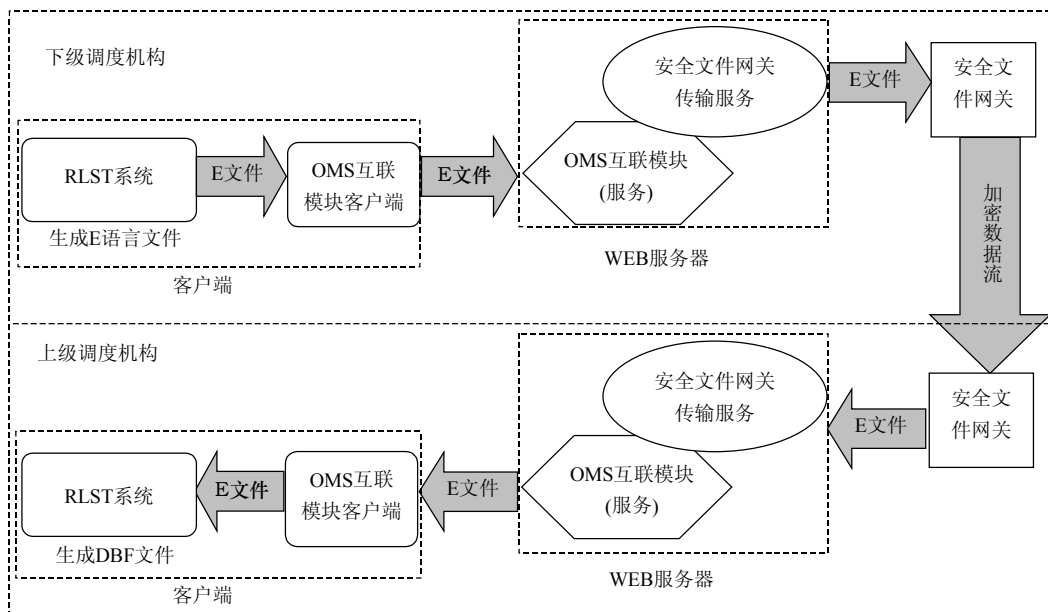 下级调度机构
安全文件网关
传输服务
E文件
安全文
件网关
RLST系统
E文件
OMS互联
模块客户端
E文件
OMS互联模块
(服务)
加密数据流
生成E语言文件
WEB服务器
客户端
上级调度机构
安全文件网关
传输服务
E文件
安全文
件网关
RLST系统
E文件
OMS互联
模块客户端
E文件
OMS互联模块
(服务)
生成DBF文件
WEB服务器
客户端